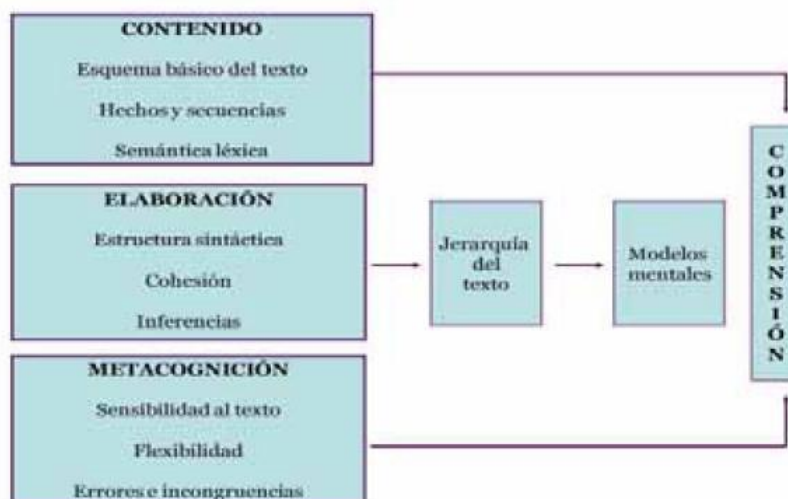 CONTENIDO
Esquema básico del texto
Hechos y secuencias
Semántica léxica
ELABORACIÓN
Estructura sintáctica
Cohesión
Inferencias
METACOGNICIÓN
Sensibilidad al texto
Flexibilidad
Errores e incongruencias
Jerarquía
del
texto
Modelos
mentales
COMPRENSIÓN